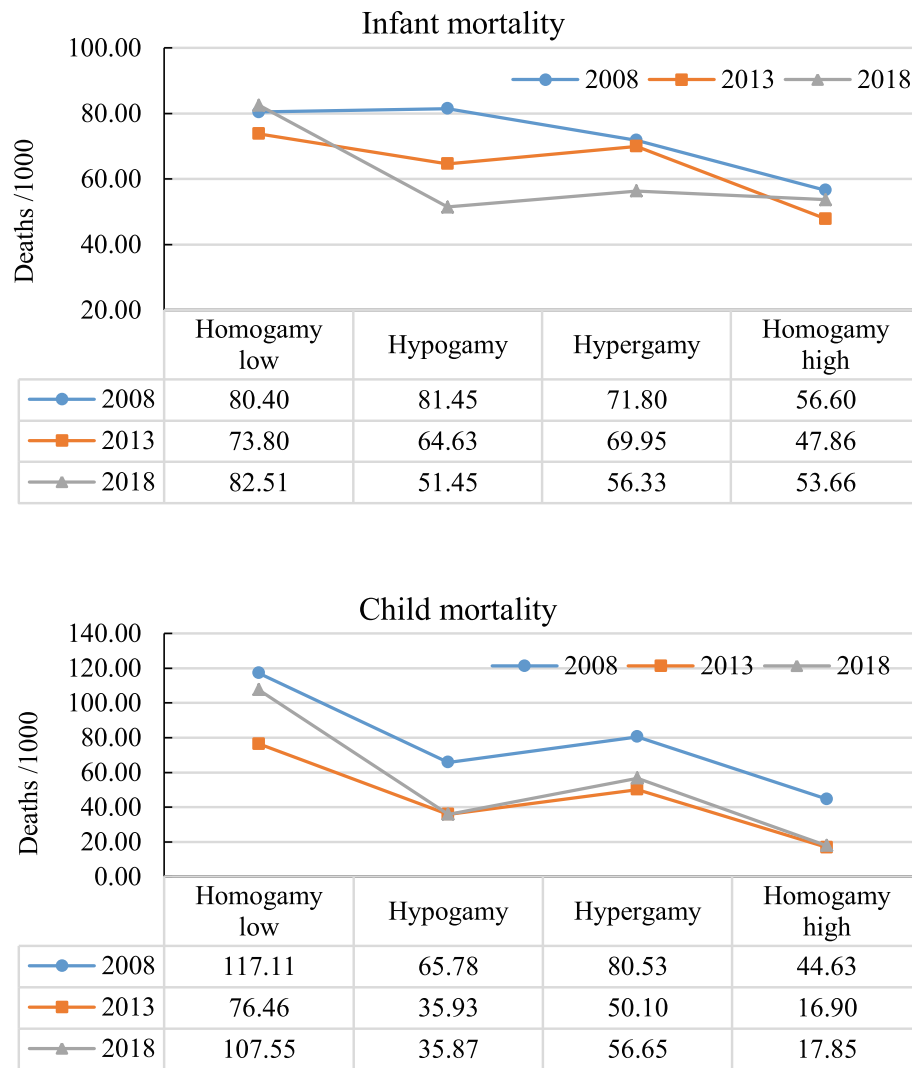 Infant mortality
100.00
80.00
60.00
40.00
20.00
Deaths /1000
2008 2013 2018
Homogamy low Hypogamy Hypergamy Homogamy high
2008 80.40 81.45 71.80 56.60
2013 73.80 64.63 69.95 47.86
2018 82.51 51.45 56.33 53.66
Child mortality
140.00
120.00
100.00
80.00
60.00
40.00
20.00
0.00
Deaths /1000
2008 2013 2018
Homogamy low Hypogamy Hypergamy Homogamy high
2008 117.11 65.78 80.53 44.63
2013 76.46 35.93 50.10 16.90
2018 107.55 35.87 56.65 17.85